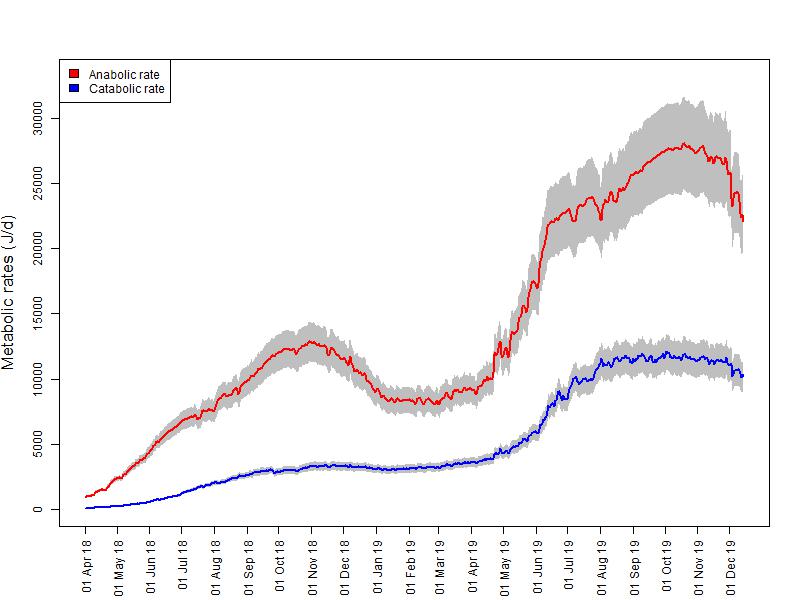 Anabolic rate
Catabolic rate
Metabolic rates (J/d)
30000
25000
20000
15000
10000
5000
0
01 Apr 18
01 May 18
01 Jun 18
01 Jul 18
01 Aug 18
01 Sep 18
01 Oct 18
01 Nov 18
01 Dec 18
01 Jan 19
01 Feb 19
01 Mar 19
01 Apr 19
01 May 19
01 Jun 19
01 Jul 19
01 Aug 19
01 Sep 19
01 Oct 19
01 Nov 19
01 Dec 19